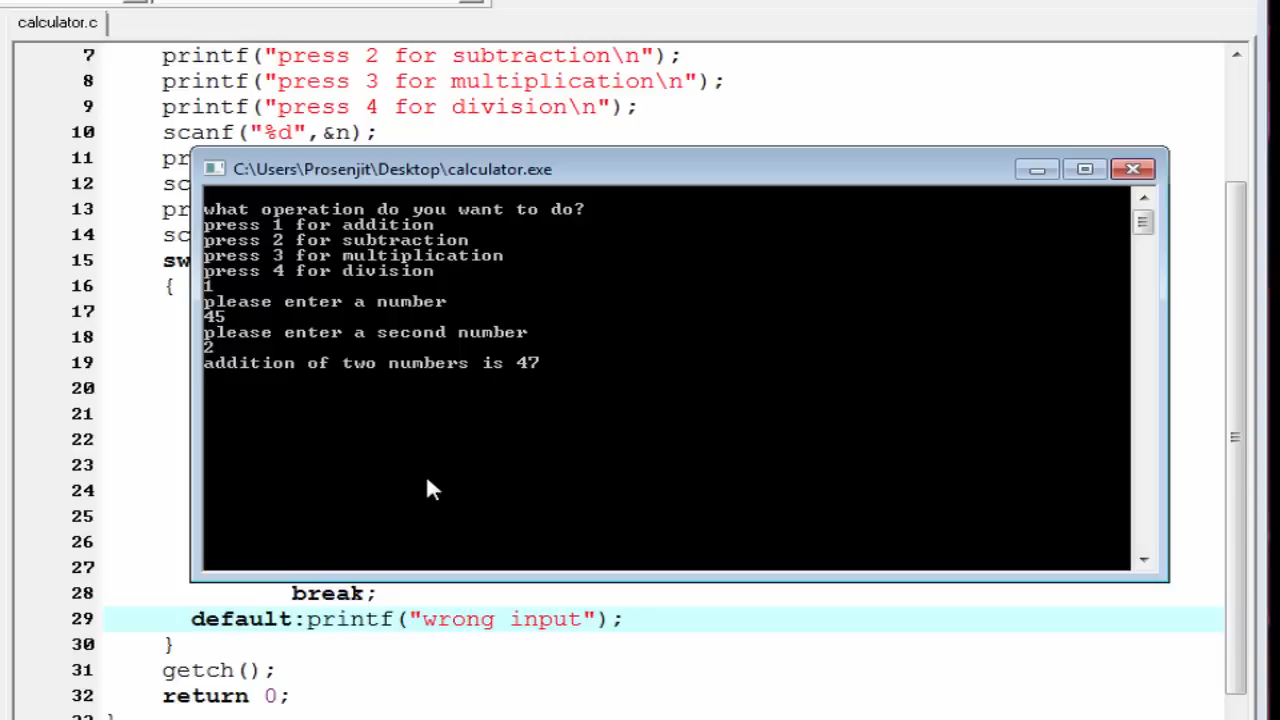 calculator.c
7 printf("press 2 for subtraction\n");
8 printf("press 3 for multiplication\n");
9 printf("press 4 for division\n");
10 scanf("%d",&n);
11 pr
12 sc
13 pr
14 sc
15 sw
16 {
17
18
19
20
21
22
23
24
25
26
27
28 break;
29 default:printf("wrong input");
30 }
31 getch();
32 return 0;
C:\Users\Prosenjit\Desktop\calculator.exe
what operation do you want to do?
press 1 for addition
press 2 for subtraction
press 3 for multiplication
press 4 for division
1
please enter a number
45
please enter a second number
2
addition of two numbers is 47